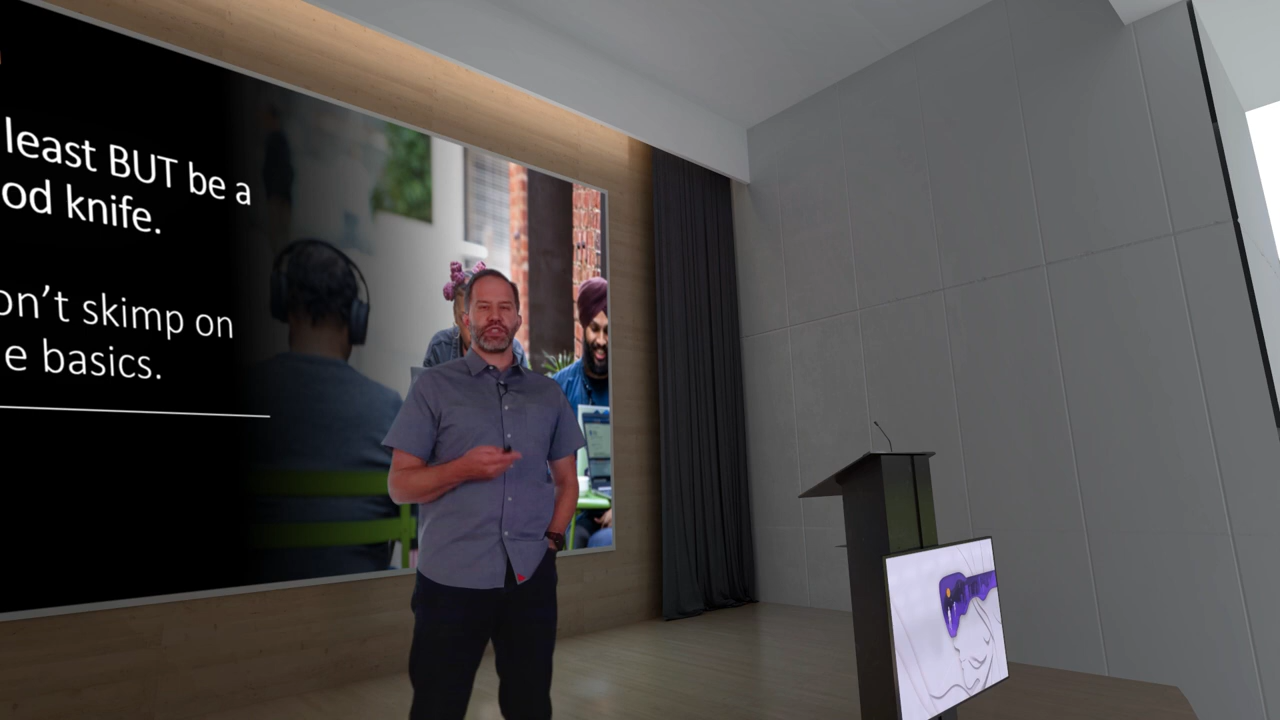 least BUT be a
od knife.
on't skimp on
e basics.